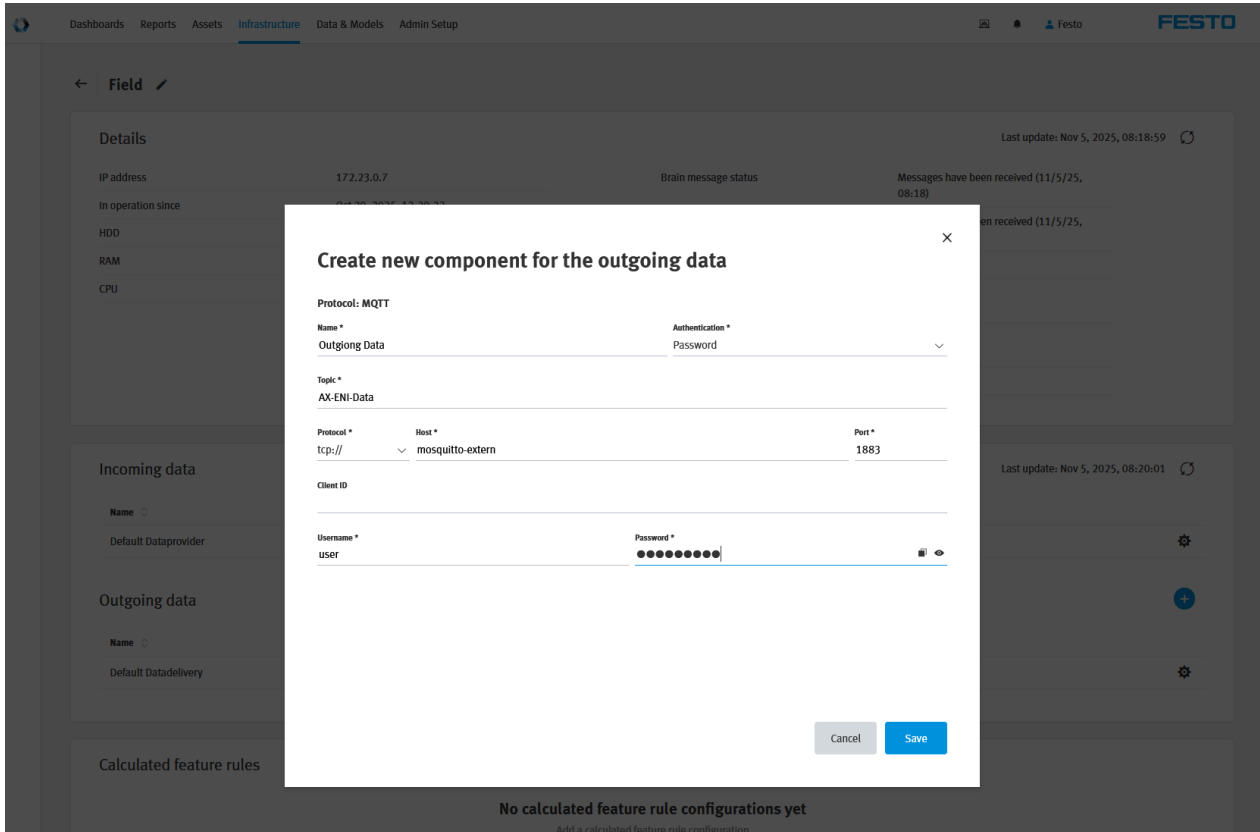 Dashboards Reports Assets Infrastructure Data & Models Admin Setup Festo FESTO
Field
Details Last update: Nov 5, 2025, 08:18:59
IP address 172.23.0.7 Brain message status Messages have been received (11/5/25,
08:18)
In operation since
HDD en received (11/5/25,
RAM
CPU
Create new component for the outgoing data
Protocol: MQTT
Name * Authentication *
Outgiong Data Password
Topic *
AX-ENI-Data
Protocol * Host * Port *
tcp:// mosquitto-extern 1883
Client ID
Username * Password *
user ●●●●●●●●●
Cancel Save
Incoming data Last update: Nov 5, 2025, 08:20:01
Name
Default Dataprovider
Outgoing data
Name
Default Datadelivery
Calculated feature rules
No calculated feature rule configurations yet
Add a calculated feature rule configuration